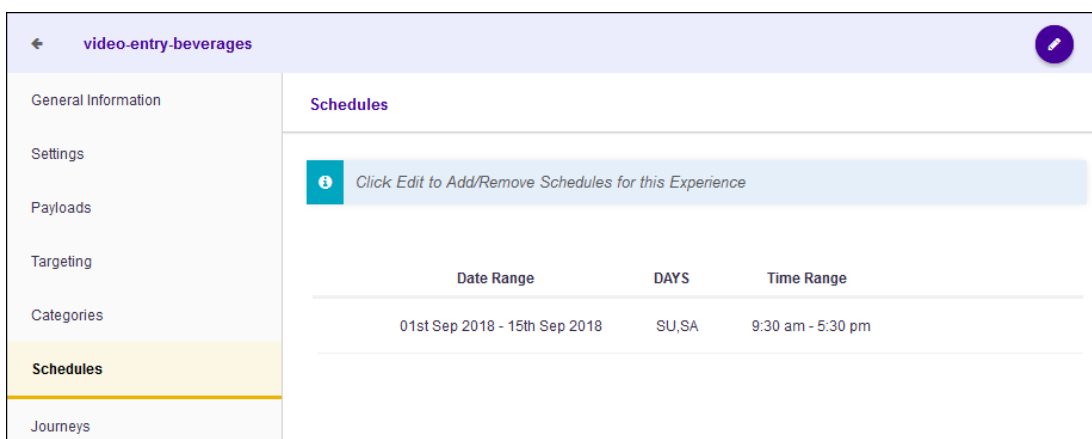 video-entry-beverages
General Information
Settings
Payloads
Targeting
Categories
Schedules
Journeys
Schedules
Click Edit to Add/Remove Schedules for this Experience
Date Range DAYS Time Range
01st Sep 2018 - 15th Sep 2018 SU,SA 9:30 am - 5:30 pm